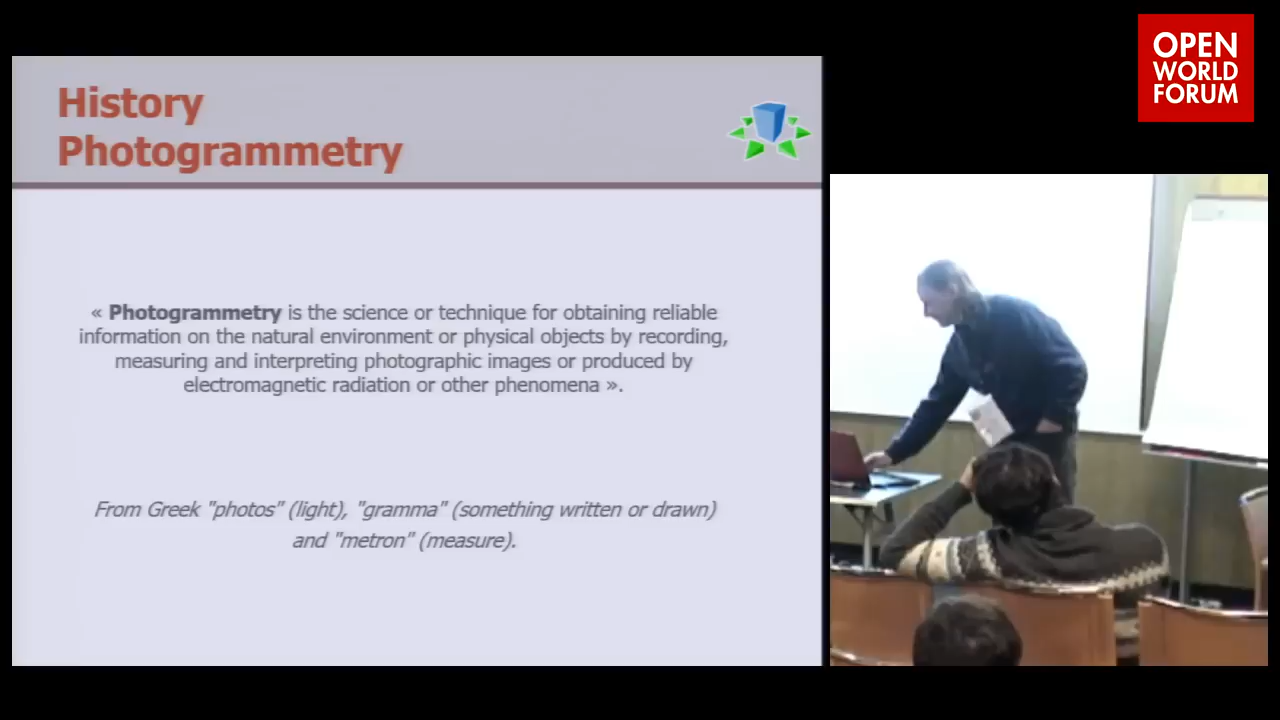 OPEN
WORLD
FORUM
History
Photogrammetry
« Photogrammetry is the science or technique for obtaining reliable
information on the natural environment or physical objects by recording,
measuring and interpreting photographic images or produced by
electromagnetic radiation or other phenomena ».
From Greek "photos" (light), "gramma" (something written or drawn)
and "metron" (measure).